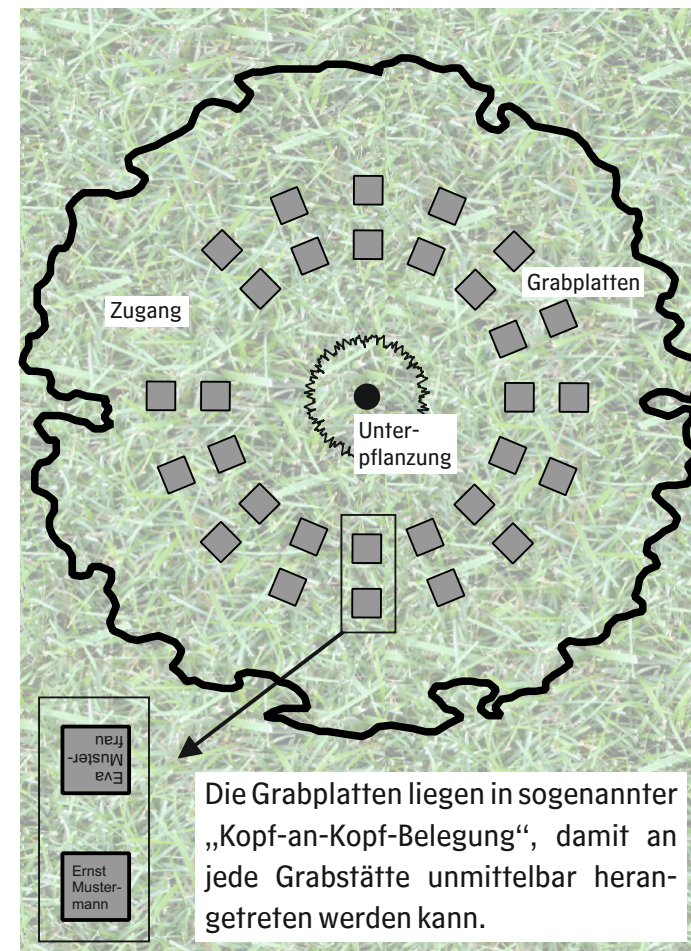 Grabplatten
Zugang
Unter-
pflanzung
Eva
Muster-
frau
Ernst
Muster-
mann
Die Grabplatten liegen in sogenannter
„Kopf-an-Kopf-Belegung“, damit an
jede Grabstätte unmittelbar heran-
getreten werden kann.